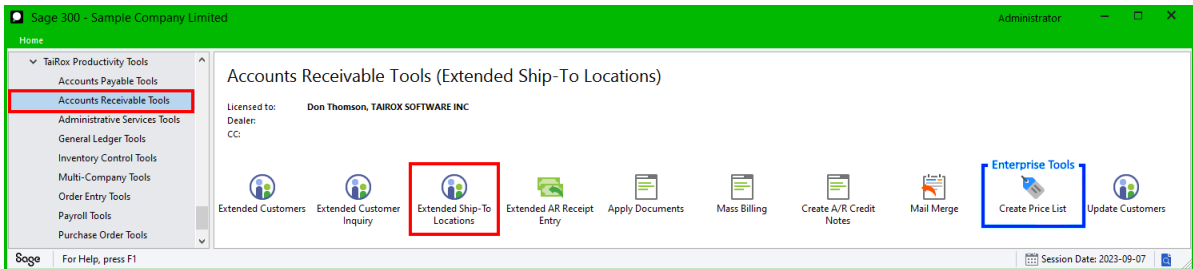 Sage 300 - Sample Company Limited
Administrator
Home
TaiRox Productivity Tools
Accounts Payable Tools
Accounts Receivable Tools
Administrative Services Tools
General Ledger Tools
Inventory Control Tools
Multi-Company Tools
Order Entry Tools
Payroll Tools
Purchase Order Tools
Accounts Receivable Tools (Extended Ship-To Locations)
Licensed to: Don Thomson, TAIROX SOFTWARE INC
Dealer:
CC:
Enterprise Tools
Extended Customers
Extended Customer
Inquiry
Extended Ship-To
Locations
Extended AR Receipt
Entry
Apply Documents
Mass Billing
Create A/R Credit
Notes
Mail Merge
Create Price List
Update Customers
Sage
For Help, press F1
Session Date: 2023-09-07